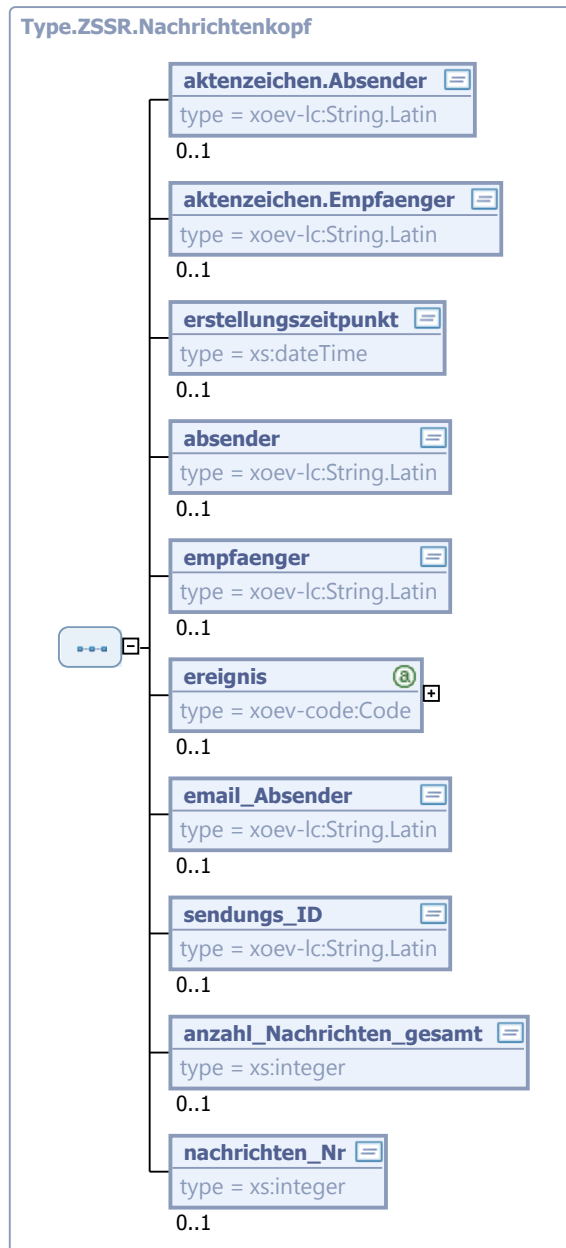 Type.ZSSR.Nachrichtenkopf
aktenzeichen.Absender
type = xoev-lc:String.Latin
0..1
aktenzeichen.Empfaenger
type = xoev-lc:String.Latin
0..1
erstellungszeitpunkt
type = xs:dateTime
0..1
absender
type = xoev-lc:String.Latin
0..1
empfaenger
type = xoev-lc:String.Latin
0..1
ereignis
type = xoev-code:Code
0..1
email_Absender
type = xoev-lc:String.Latin
0..1
sendungs_ID
type = xoev-lc:String.Latin
0..1
anzahl_Nachrichten_gesamt
type = xs:integer
0..1
nachrichten_Nr
type = xs:integer
0..1